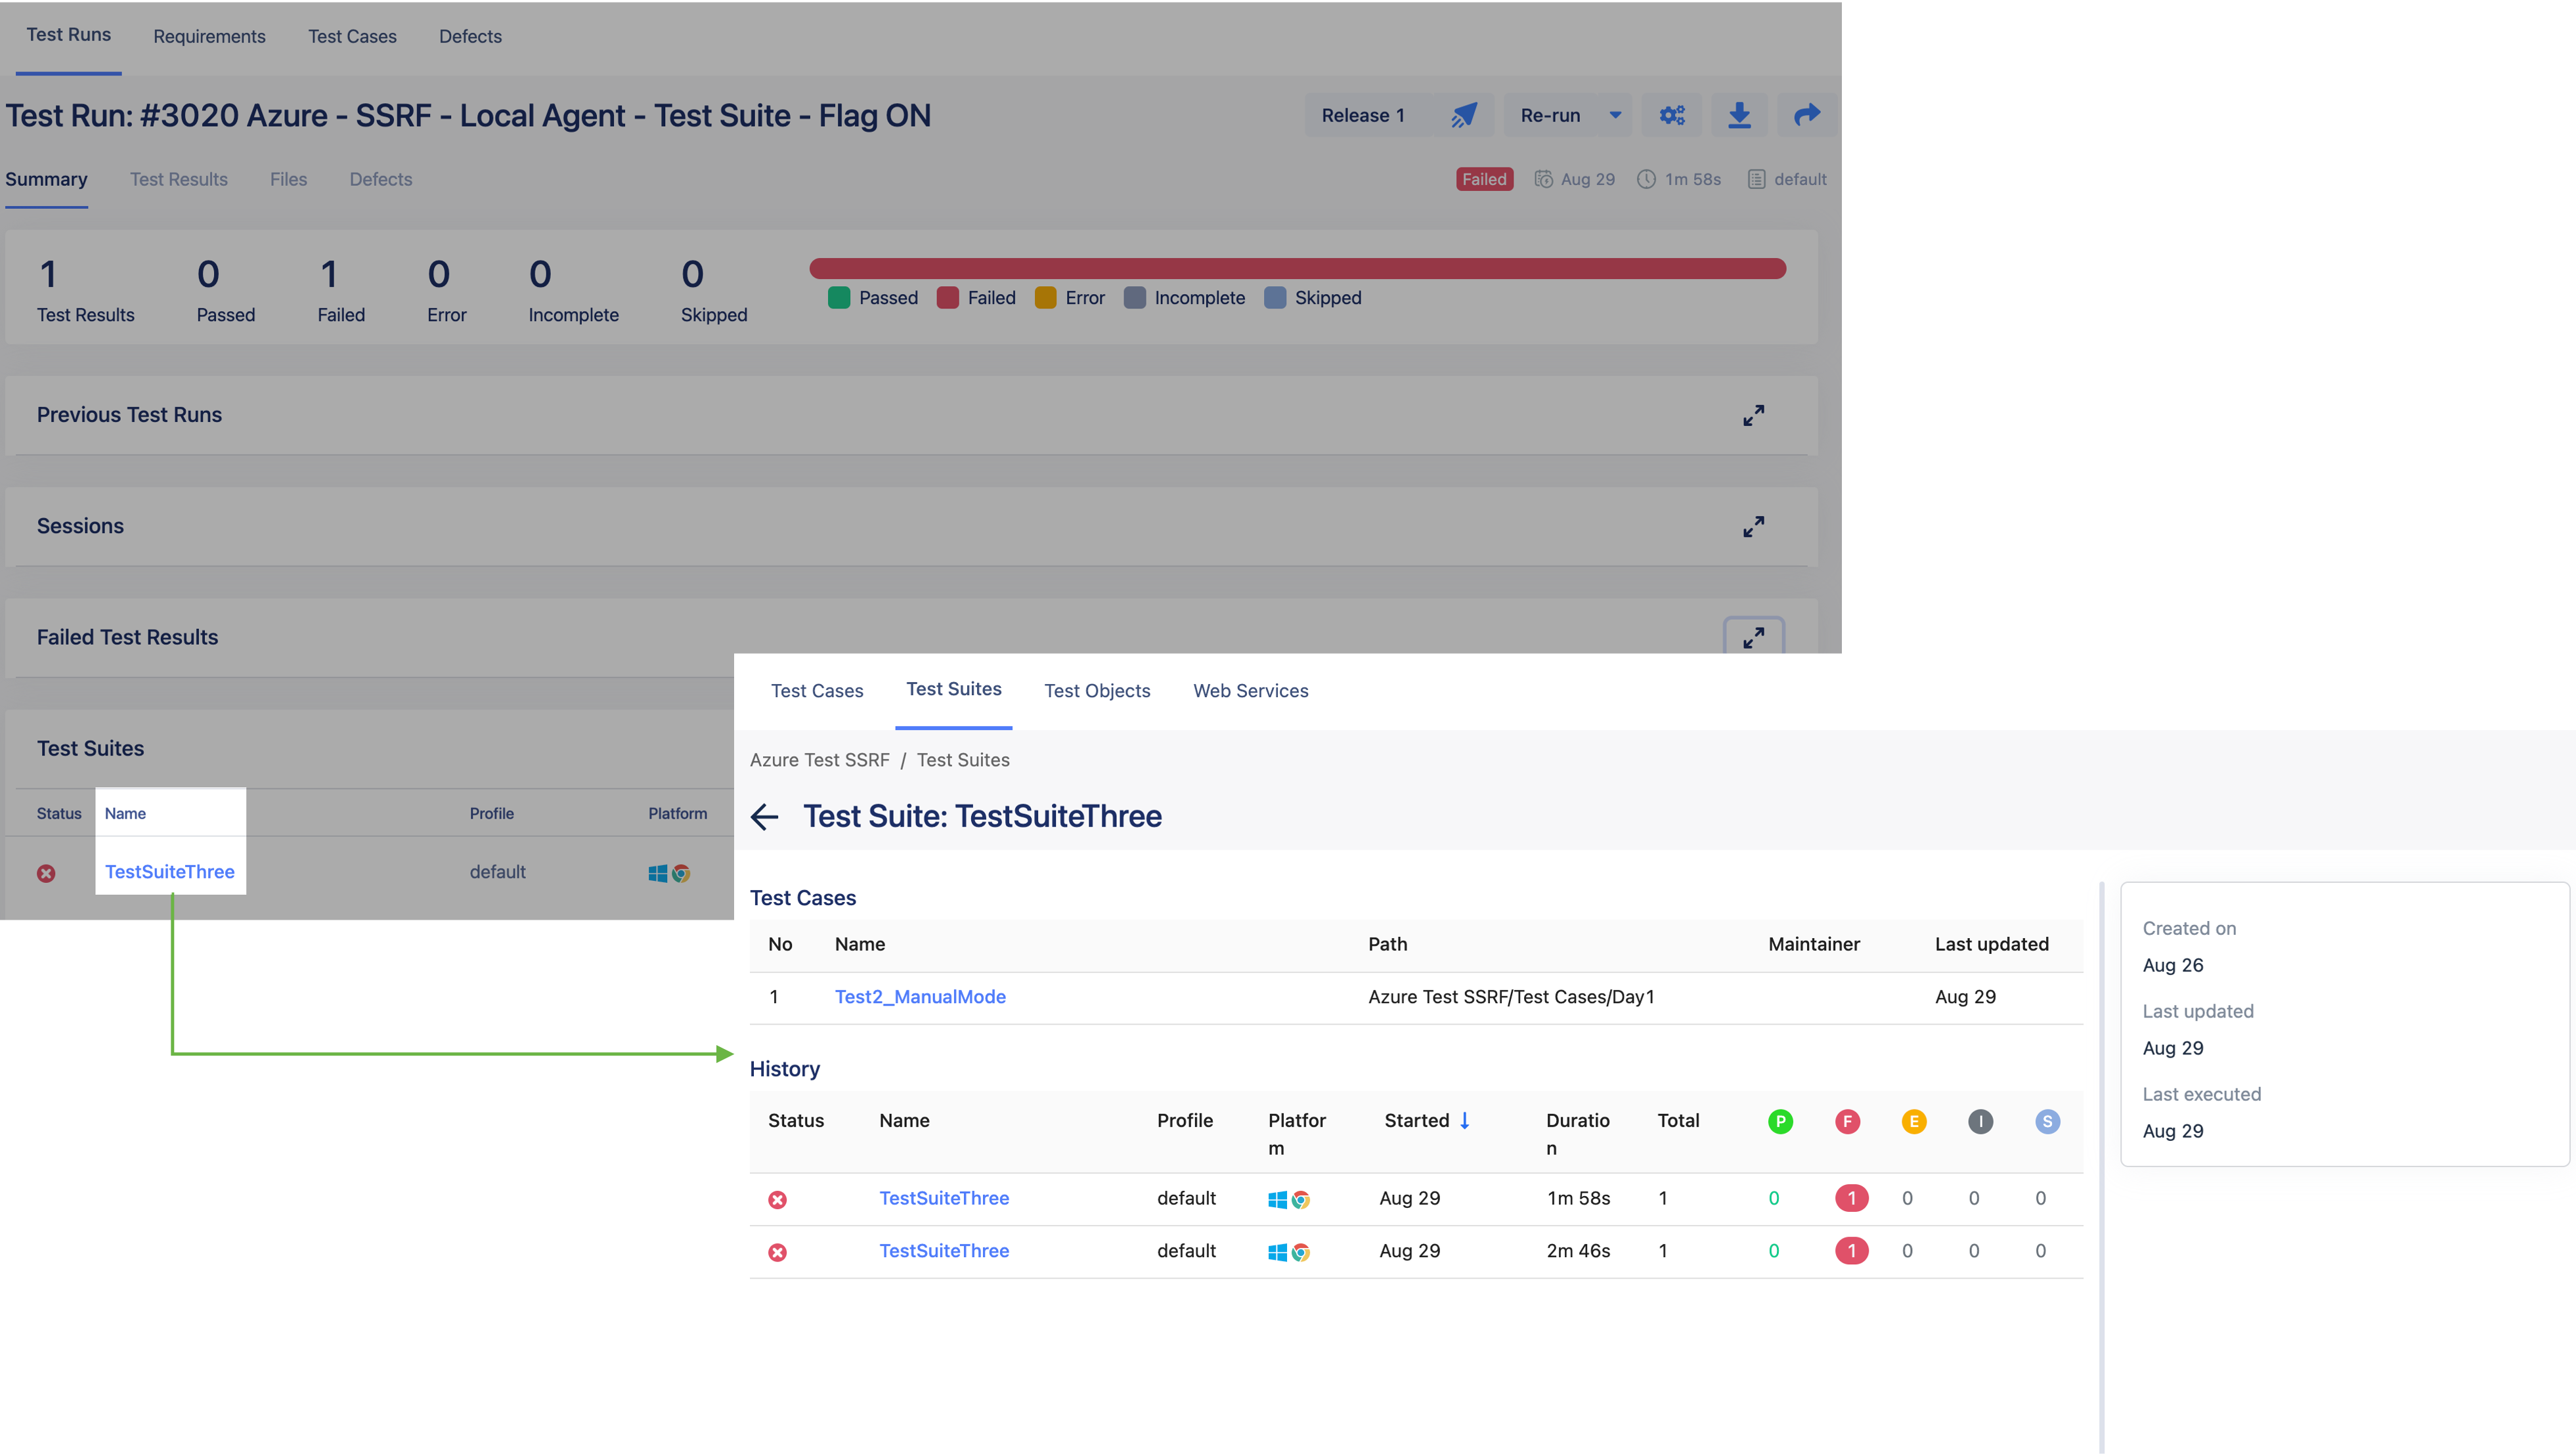 Test Runs Requirements Test Cases Defects
Test Run: #3020 Azure - SSRF - Local Agent - Test Suite - Flag ON
Release 1 Re-run
Summary Test Results Files Defects
Failed Aug 29 1m 58s default
1 0 1 0 0 0
Test Results Passed Failed Error Incomplete Skipped
Passed Failed Error Incomplete Skipped
Previous Test Runs
Sessions
Failed Test Results
Test Suites
Status Name Profile Platform
TestSuiteThree default
Test Cases Test Suites Test Objects Web Services
Azure Test SSRF / Test Suites
Test Suite: TestSuiteThree
Test Cases
No Name Path Maintainer Last updated
1 Test2_ManualMode Azure Test SSRF/Test Cases/Day1 Aug 29
History
Status Name Profile Platfor Started Duratio Total P F E I S
m n
TestSuiteThree default Aug 29 1m 58s 1 0 1 0 0 0
TestSuiteThree default Aug 29 2m 46s 1 0 1 0 0 0
Created on
Aug 26
Last updated
Aug 29
Last executed
Aug 29